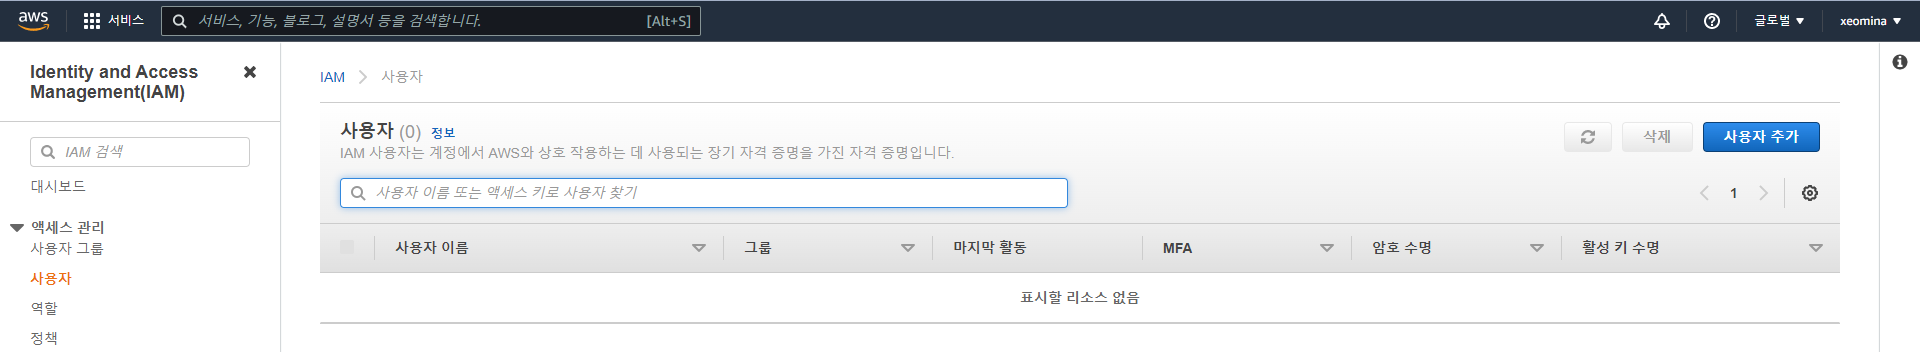 aws
서비스
서비스, 기능, 블로그, 설명서 등을 검색합니다.
[Alt+S]
글로벌
xeomina
Identity and Access
Management(IAM)
IAM 검색
대시보드
액세스 관리
사용자 그룹
사용자
역할
정책
IAM
사용자
사용자 (0) 정보
IAM 사용자는 계정에서 AWS와 상호 작용하는 데 사용되는 장기 자격 증명을 가진 자격 증명입니다.
삭제
사용자 추가
사용자 이름 또는 액세스 키로 사용자 찾기
1
사용자 이름 그룹 마지막 활동 MFA 암호 수명 활성 키 수명
표시할 리소스 없음